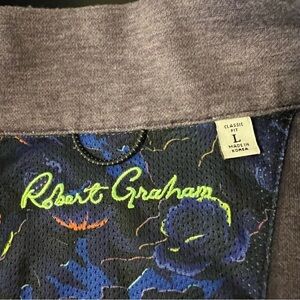 CLASSIC
FIT
L
MADE IN
KOREA
Robert Graham